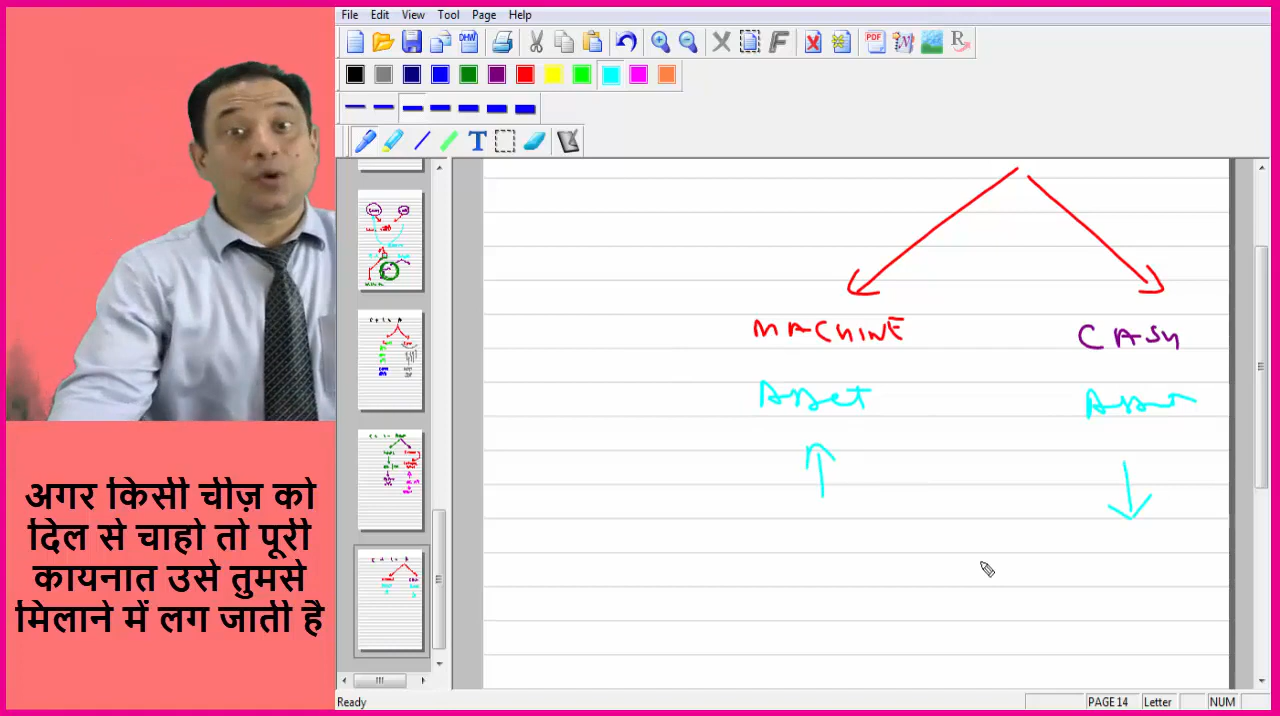 File Edit View Tool Page Help
MACHINE CASH
Asset Asset
अगर किसी चीज़ को
दिल से चाहो तो पूरी
कायनात उसे तुमसे
मिलाने में लग जाती है
Ready PAGE 14 Letter NUM